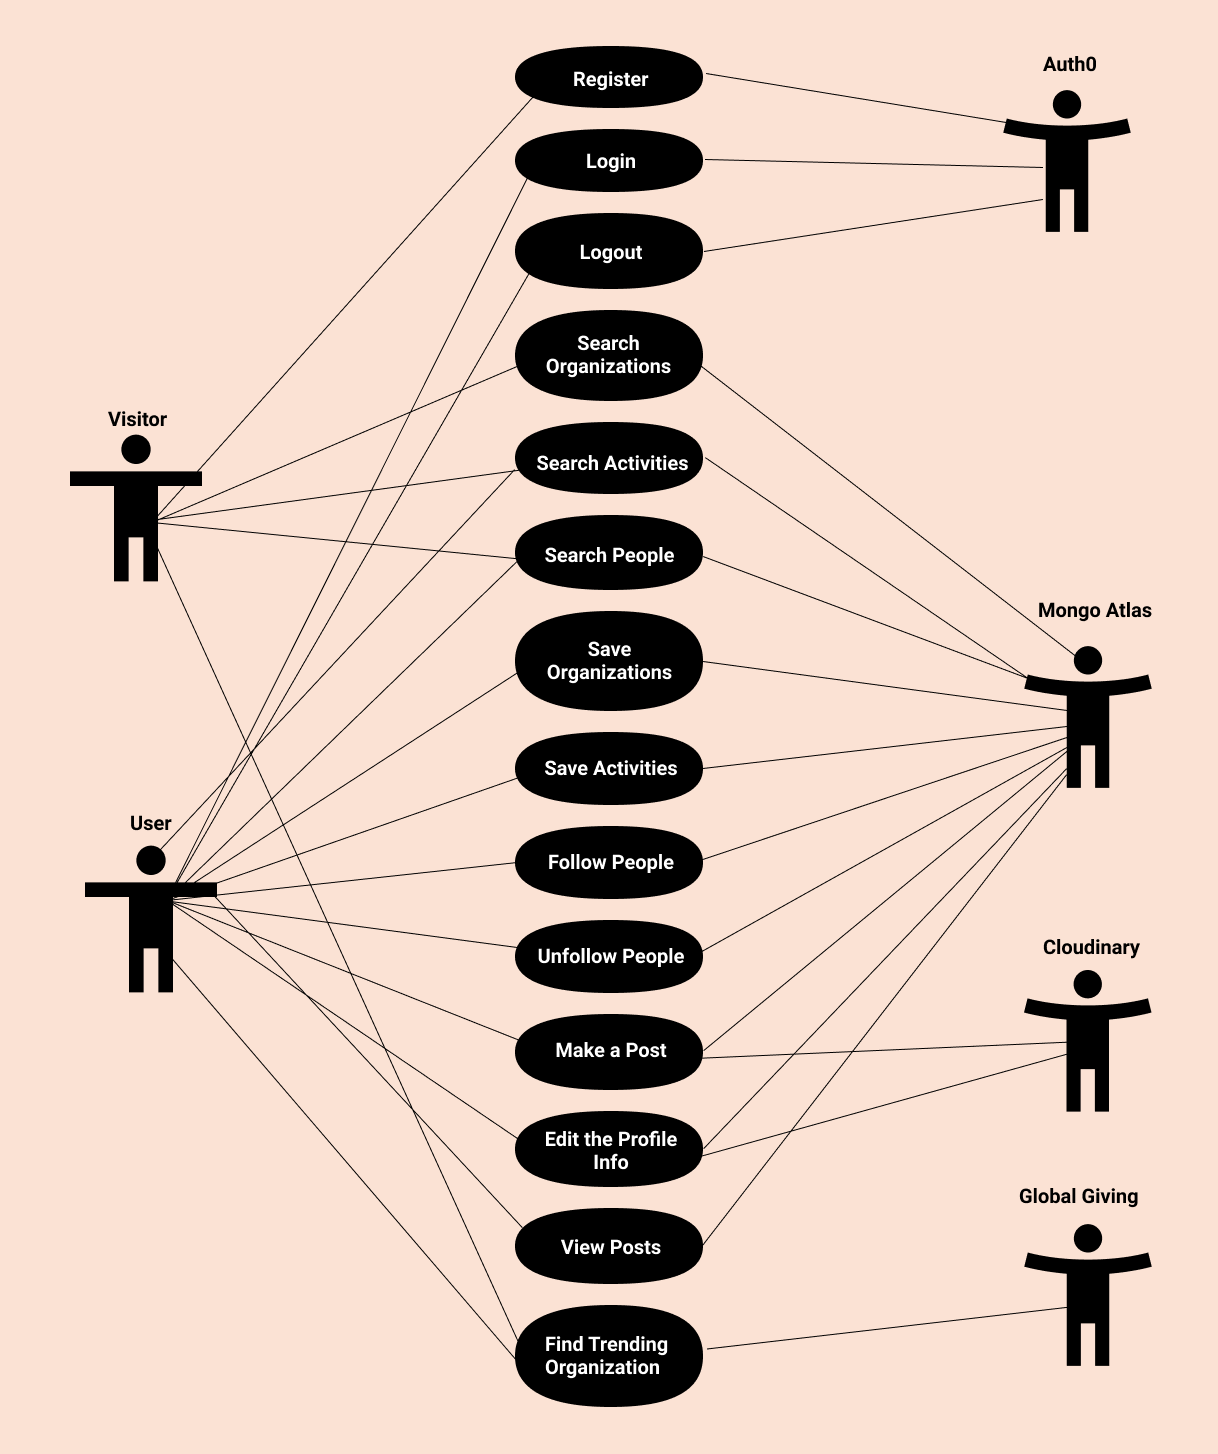 Register
Auth0
Login
Logout
Search
Organizations
Visitor
Search Activities
Search People
Mongo Atlas
Save
Organizations
Save Activities
User
Follow People
Unfollow People
Cloudinary
Make a Post
Edit the Profile
Info
Global Giving
View Posts
Find Trending
Organization